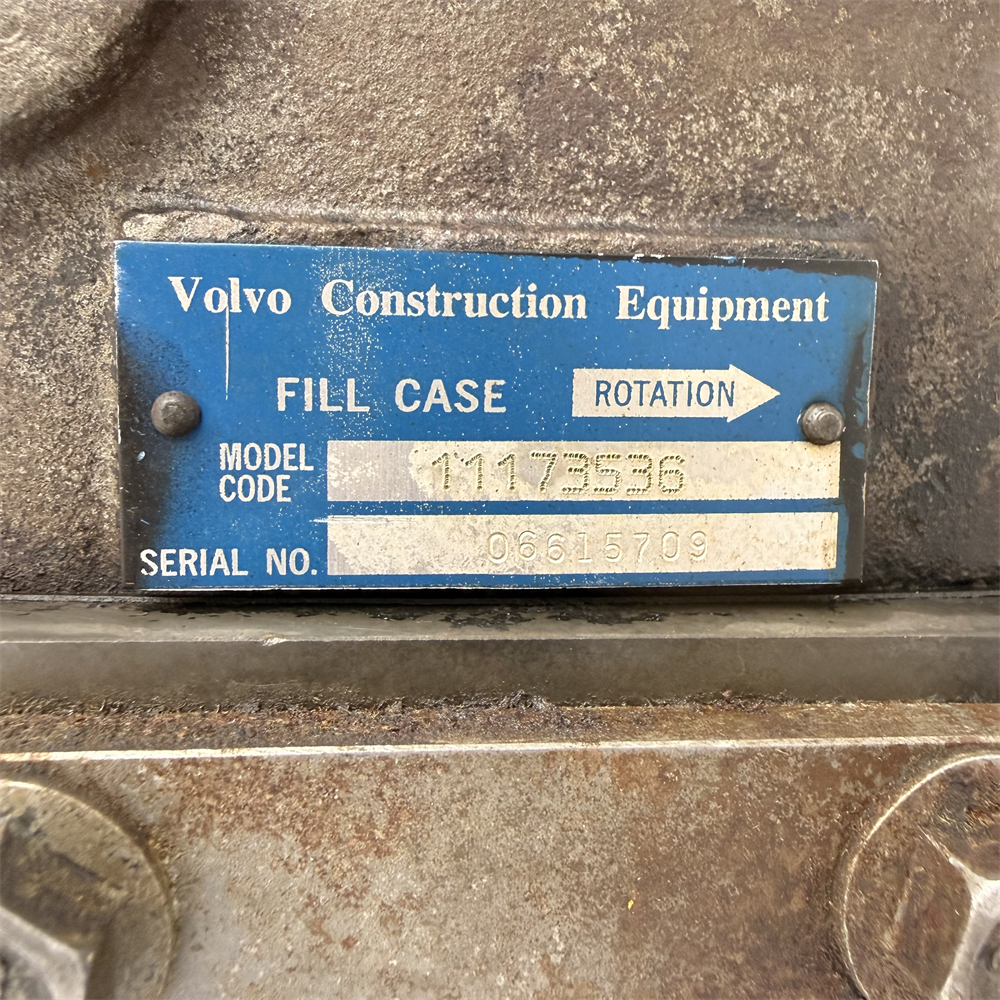 Volvo Construction Equipment
FILL CASE ROTATION
MODEL CODE 11173536
SERIAL NO. 06615709